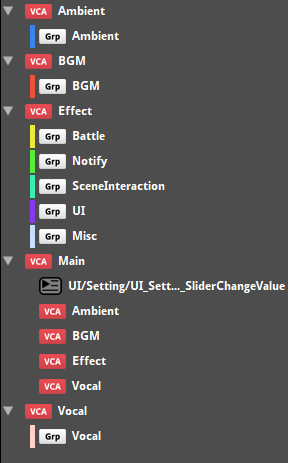 VCA Ambient
Grp Ambient
VCA BGM
Grp BGM
VCA Effect
Grp Battle
Grp Notify
Grp SceneInteraction
Grp UI
Grp Misc
VCA Main
UI/Setting/UI_Sett..._SliderChangeValue
VCA Ambient
VCA BGM
VCA Effect
VCA Vocal
VCA Vocal
Grp Vocal